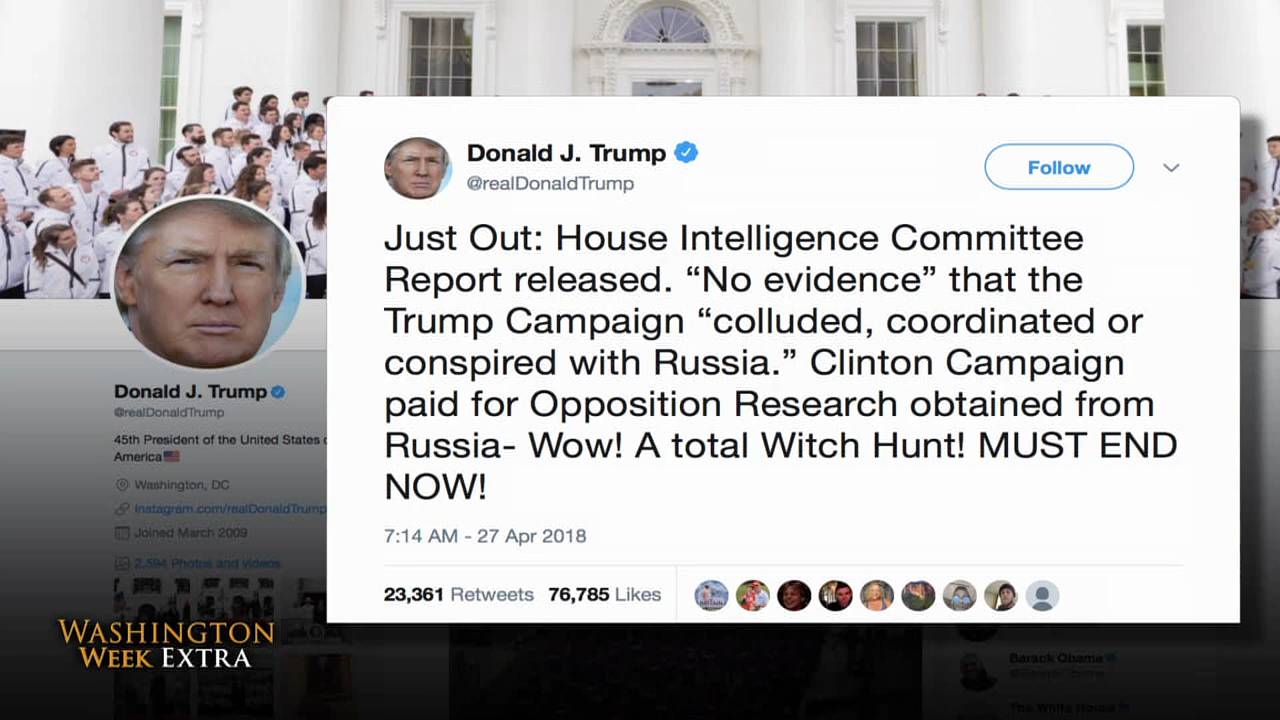 Donald J. Trump
@realDonaldTrump
Follow
Just Out: House Intelligence Committee
Report released. “No evidence” that the
Trump Campaign “colluded, coordinated or
conspired with Russia.” Clinton Campaign
paid for Opposition Research obtained from
Russia- Wow! A total Witch Hunt! MUST END
NOW!
7:14 AM - 27 Apr 2018
23,361 Retweets 76,785 Likes
Donald J. Trump
@realDonaldTrump
45th President of the United States
America
Washington, DC
Instagram.com/realDonaldTrump
Joined March 2009
2,594 Photos and videos
WASHINGTON
WEEK EXTRA
Barack Obama
The White House